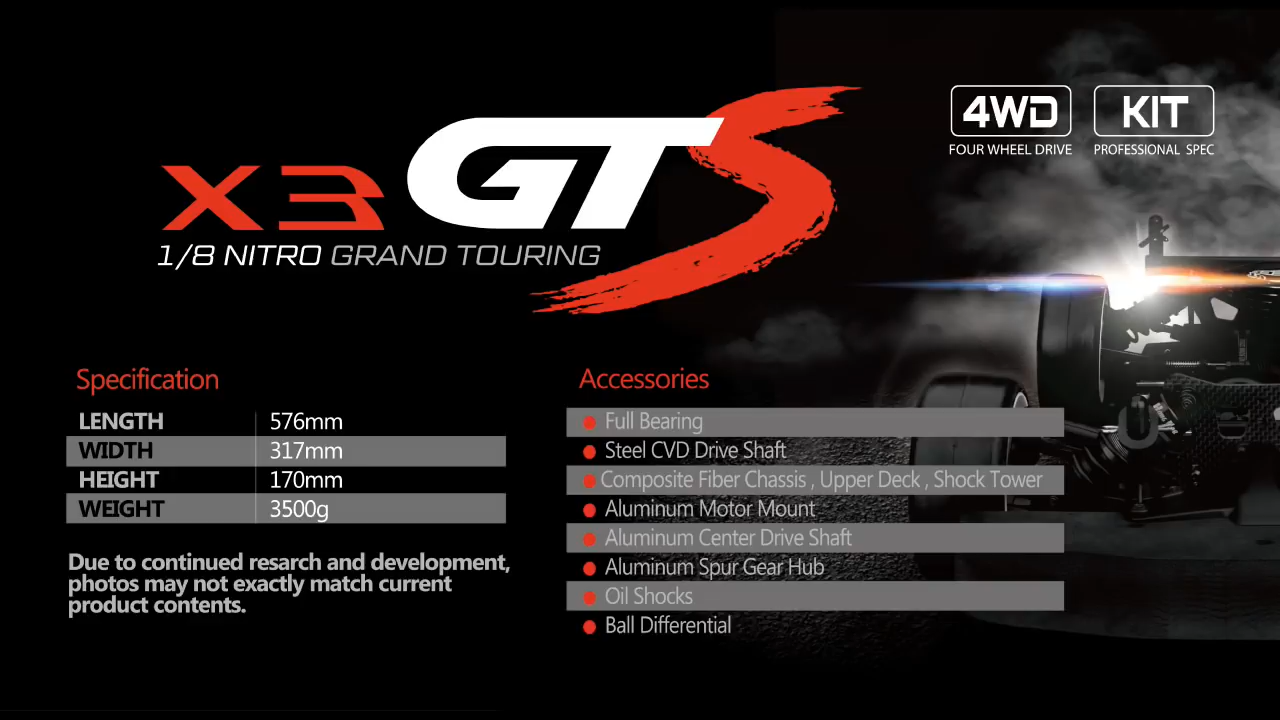 X3 GTS
1/8 NITRO GRAND TOURING
4WD
FOUR WHEEL DRIVE
KIT
PROFESSIONAL SPEC
Specification
LENGTH 576mm
WIDTH 317mm
HEIGHT 170mm
WEIGHT 3500g
Due to continued resarch and development,
photos may not exactly match current
product contents.
Accessories
Full Bearing
Steel CVD Drive Shaft
Composite Fiber Chassis , Upper Deck , Shock Tower
Aluminum Motor Mount
Aluminum Center Drive Shaft
Aluminum Spur Gear Hub
Oil Shocks
Ball Differential